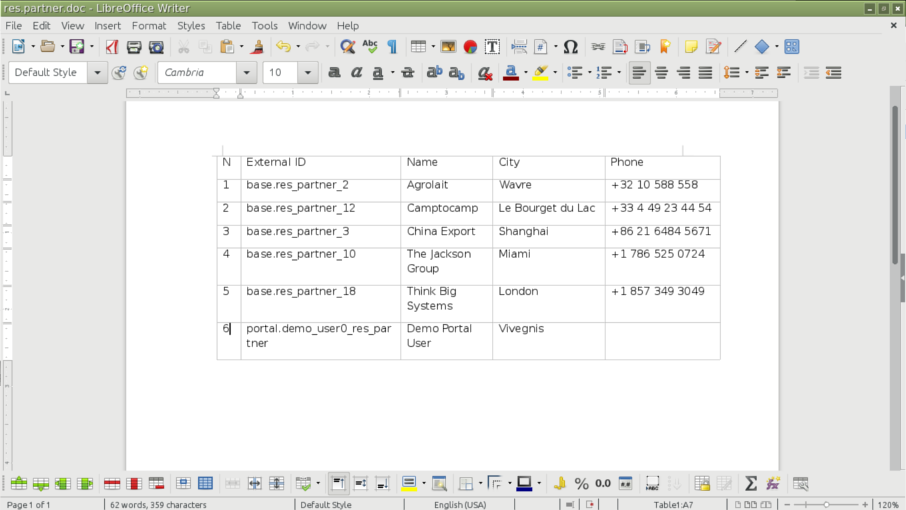 res.partner.doc - LibreOffice Writer
File Edit View Insert Format Styles Table Tools Window Help
Default Style Cambria 10
N External ID Name City Phone
1 base.res_partner_2 Agrolait Wavre +32 10 588 558
2 base.res_partner_12 Camptocamp Le Bourget du Lac +33 4 49 23 44 54
3 base.res_partner_3 China Export Shanghai +86 21 6484 5671
4 base.res_partner_10 The Jackson Miami +1 786 525 0724
Group
5 base.res_partner_18 Think Big London +1 857 349 3049
Systems
6 portal.demo_user0_res_par Demo Portal Vivegnis
tner User
Page 1 of 1 62 words, 359 characters Default Style English (USA) Table1:A7 120%